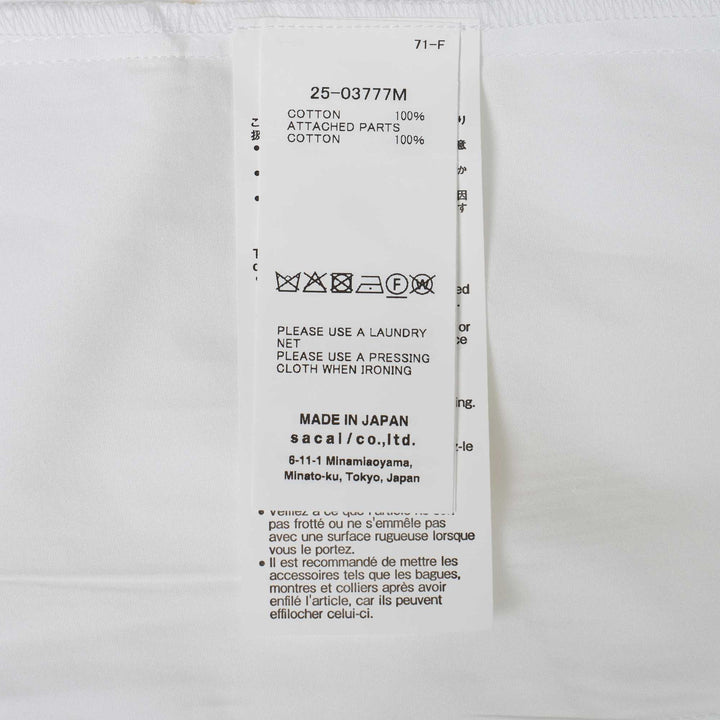 71-F
25-03777M
COTTON 100%
ATTACHED PARTS
COTTON 100%
F
W
PLEASE USE A LAUNDRY
NET
PLEASE USE A PRESSING
CLOTH WHEN IRONING
MADE IN JAPAN
sacai/co.,ltd.
6-11-1 Minamiaoyama,
Minato-ku, Tokyo, Japan
pas frotté ou ne s'emmêle pas
avec une surface rugueuse lorsque
vous le portez.
• Il est recommandé de mettre les
accessoires tels que les bagues,
montres et colliers après avoir
enfilé l'article, car ils peuvent
effilocher celui-ci.